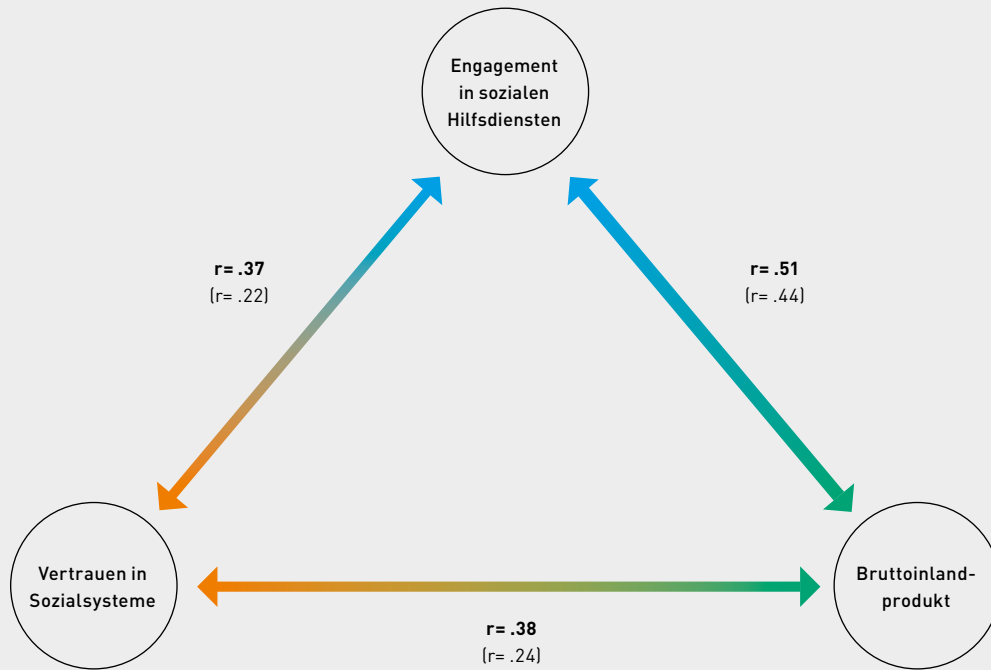 Engagement
in sozialen
Hilfsdiensten
r= .37
(r= .22)
r= .51
(r= .44)
Vertrauen in
Sozialsysteme
Bruttoinland-
produkt
r= .38
(r= .24)